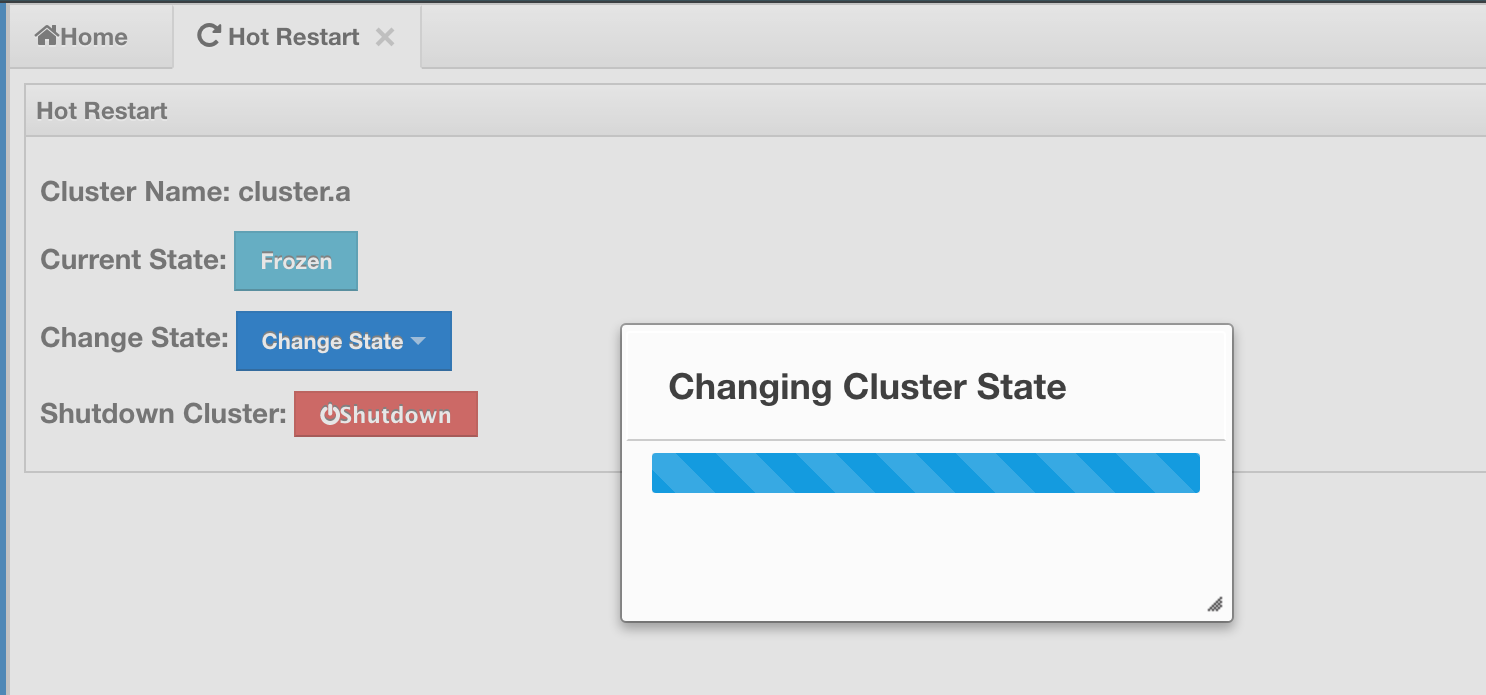 Home
Hot Restart
Hot Restart
Cluster Name: cluster.a
Current State: Frozen
Change State: Change State
Shutdown Cluster: Shutdown
Changing Cluster State